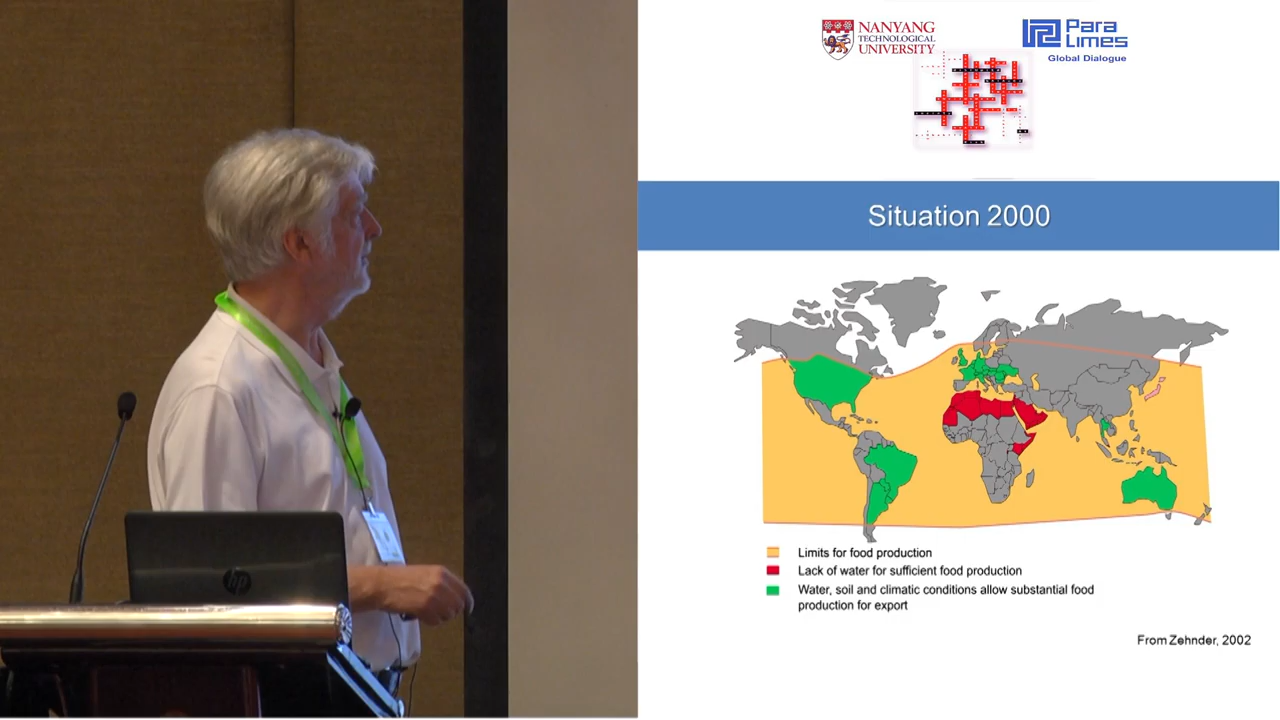 NANYANG
TECHNOLOGICAL
UNIVERSITY
Para
Limes
Global Dialogue
Situation 2000
Limits for food production
Lack of water for sufficient food production
Water, soil and climatic conditions allow substantial food
production for export
From Zehnder, 2002
hp